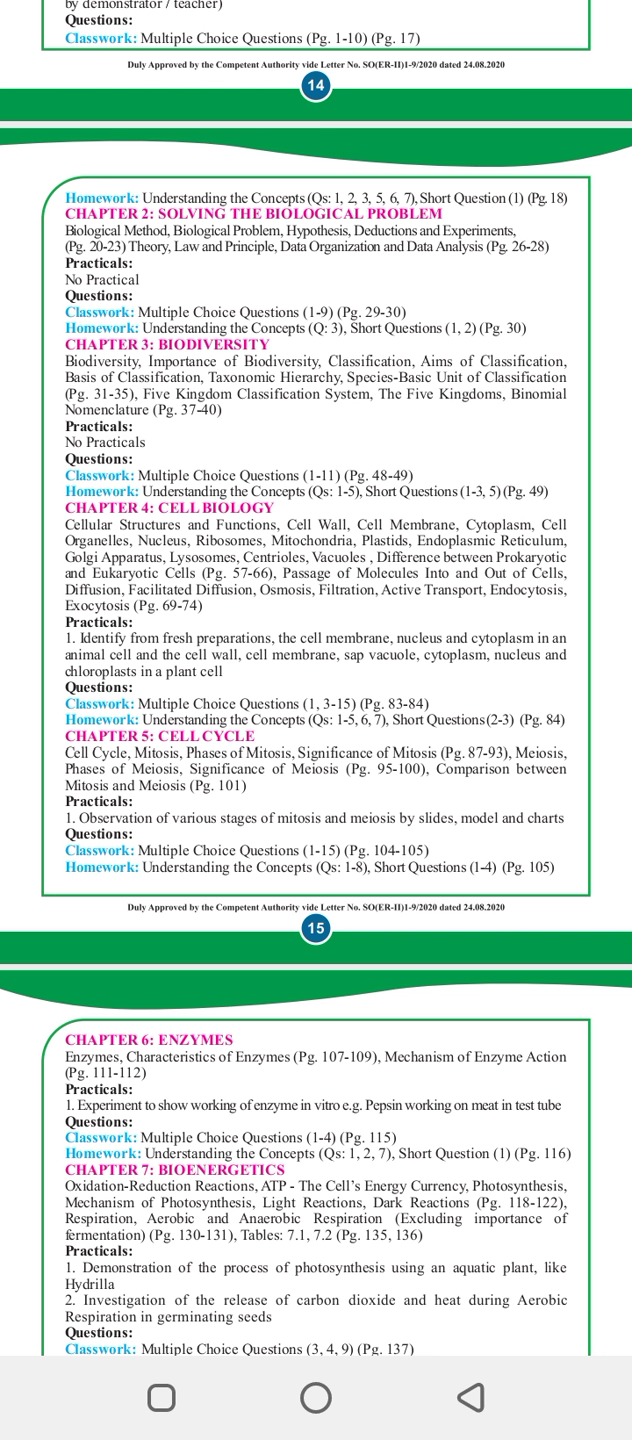 by demonstrator / teacher)
Questions:
Classwork: Multiple Choice Questions (Pg. 1-10) (Pg. 17)
Duly Approved by the Competent Authority vide Letter No. SO(ER-II)1-9/2020 dated 24.08.2020
14
Homework: Understanding the Concepts (Qs: 1, 2, 3, 5, 6, 7), Short Question (1) (Pg. 18)
CHAPTER 2: SOLVING THE BIOLOGICAL PROBLEM
Biological Method, Biological Problem, Hypothesis, Deductions and Experiments,
(Pg. 20-23) Theory, Law and Principle, Data Organization and Data Analysis (Pg. 26-28)
Practicals:
No Practical
Questions:
Classwork: Multiple Choice Questions (1-9) (Pg. 29-30)
Homework: Understanding the Concepts (Q: 3), Short Questions (1, 2) (Pg. 30)
CHAPTER 3: BIODIVERSITY
Biodiversity, Importance of Biodiversity, Classification, Aims of Classification,
Basis of Classification, Taxonomic Hierarchy, Species-Basic Unit of Classification
(Pg. 31-35), Five Kingdom Classification System, The Five Kingdoms, Binomial
Nomenclature (Pg. 37-40)
Practicals:
No Practicals
Questions:
Classwork: Multiple Choice Questions (1-11) (Pg. 48-49)
Homework: Understanding the Concepts (Qs: 1-5), Short Questions (1-3, 5) (Pg. 49)
CHAPTER 4: CELL BIOLOGY
Cellular Structures and Functions, Cell Wall, Cell Membrane, Cytoplasm, Cell
Organelles, Nucleus, Ribosomes, Mitochondria, Plastids, Endoplasmic Reticulum,
Golgi Apparatus, Lysosomes, Centrioles, Vacuoles , Difference between Prokaryotic
and Eukaryotic Cells (Pg. 57-66), Passage of Molecules Into and Out of Cells,
Diffusion, Facilitated Diffusion, Osmosis, Filtration, Active Transport, Endocytosis,
Exocytosis (Pg. 69-74)
Practicals:
1. Identify from fresh preparations, the cell membrane, nucleus and cytoplasm in an
animal cell and the cell wall, cell membrane, sap vacuole, cytoplasm, nucleus and
chloroplasts in a plant cell
Questions:
Classwork: Multiple Choice Questions (1, 3-15) (Pg. 83-84)
Homework: Understanding the Concepts (Qs: 1-5, 6, 7), Short Questions (2-3) (Pg. 84)
CHAPTER 5: CELL CYCLE
Cell Cycle, Mitosis, Phases of Mitosis, Significance of Mitosis (Pg. 87-93), Meiosis,
Phases of Meiosis, Significance of Meiosis (Pg. 95-100), Comparison between
Mitosis and Meiosis (Pg. 101)
Practicals:
1. Observation of various stages of mitosis and meiosis by slides, model and charts
Questions:
Classwork: Multiple Choice Questions (1-15) (Pg. 104-105)
Homework: Understanding the Concepts (Qs: 1-8), Short Questions (1-4) (Pg. 105)
Duly Approved by the Competent Authority vide Letter No. SO(ER-II)1-9/2020 dated 24.08.2020
15
CHAPTER 6: ENZYMES
Enzymes, Characteristics of Enzymes (Pg. 107-109), Mechanism of Enzyme Action
(Pg. 111-112)
Practicals:
1. Experiment to show working of enzyme in vitro e.g. Pepsin working on meat in test tube
Questions:
Classwork: Multiple Choice Questions (1-4) (Pg. 115)
Homework: Understanding the Concepts (Qs: 1, 2, 7), Short Question (1) (Pg. 116)
CHAPTER 7: BIOENERGETICS
Oxidation-Reduction Reactions, ATP - The Cell's Energy Currency, Photosynthesis,
Mechanism of Photosynthesis, Light Reactions, Dark Reactions (Pg. 118-122),
Respiration, Aerobic and Anaerobic Respiration (Excluding importance of
fermentation) (Pg. 130-131), Tables: 7.1, 7.2 (Pg. 135, 136)
Practicals:
1. Demonstration of the process of photosynthesis using an aquatic plant, like
Hydrilla
2. Investigation of the release of carbon dioxide and heat during Aerobic
Respiration in germinating seeds
Questions:
Classwork: Multiple Choice Questions (3, 4, 9) (Pg. 137)